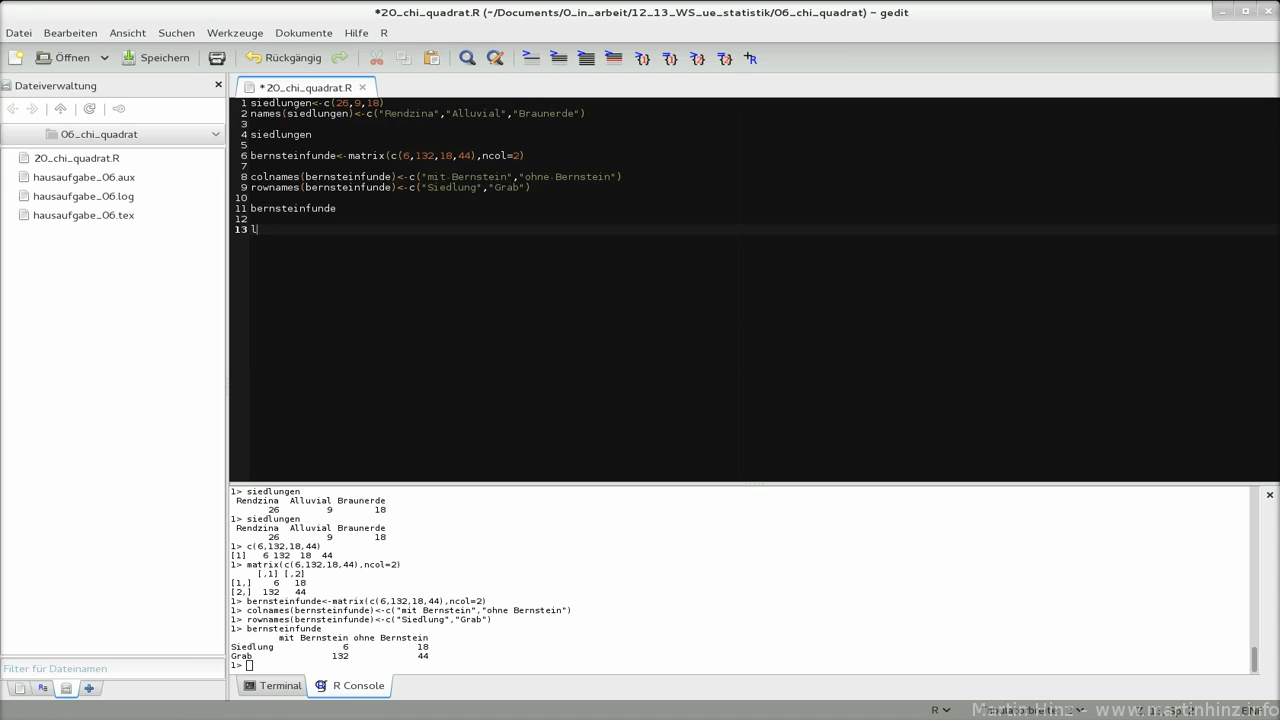 *20_chi_quadrat.R (~/Documents/0_in_arbeit/12_13_WS_ue_statistik/06_chi_quadrat) - gedit
Datei Bearbeiten Ansicht Suchen Werkzeuge Dokumente Hilfe R
Öffnen Speichern Rückgängig
Dateiverwaltung
*20_chi_quadrat.R
06_chi_quadrat
20_chi_quadrat.R
hausaufgabe_06.aux
hausaufgabe_06.log
hausaufgabe_06.tex
Filter für Dateinamen
1 siedlungen<-c(26,9,18)
2 names(siedlungen)<-c("Rendzina","Alluvial","Braunerde")
3
4 siedlungen
5
6 bernsteinfunde<-matrix(c(6,132,18,44),ncol=2)
7
8 colnames(bernsteinfunde)<-c("mit Bernstein","ohne Bernstein")
9 rownames(bernsteinfunde)<-c("Siedlung","Grab")
10
11 bernsteinfunde
12
13 l
1> siedlungen
Rendzina Alluvial Braunerde
26 9 18
1> siedlungen
Rendzina Alluvial Braunerde
26 9 18
1> c(6,132,18,44)
[1] 6 132 18 44
1> matrix(c(6,132,18,44),ncol=2)
[,1] [,2]
[1,] 6 18
[2,] 132 44
1> bernsteinfunde<-matrix(c(6,132,18,44),ncol=2)
1> colnames(bernsteinfunde)<-c("mit Bernstein","ohne Bernstein")
1> rownames(bernsteinfunde)<-c("Siedlung","Grab")
1> bernsteinfunde
mit Bernstein ohne Bernstein
Siedlung 6 18
Grab 132 44
1>
Terminal R Console
R
Martin Hinz - www.martinhinz.info